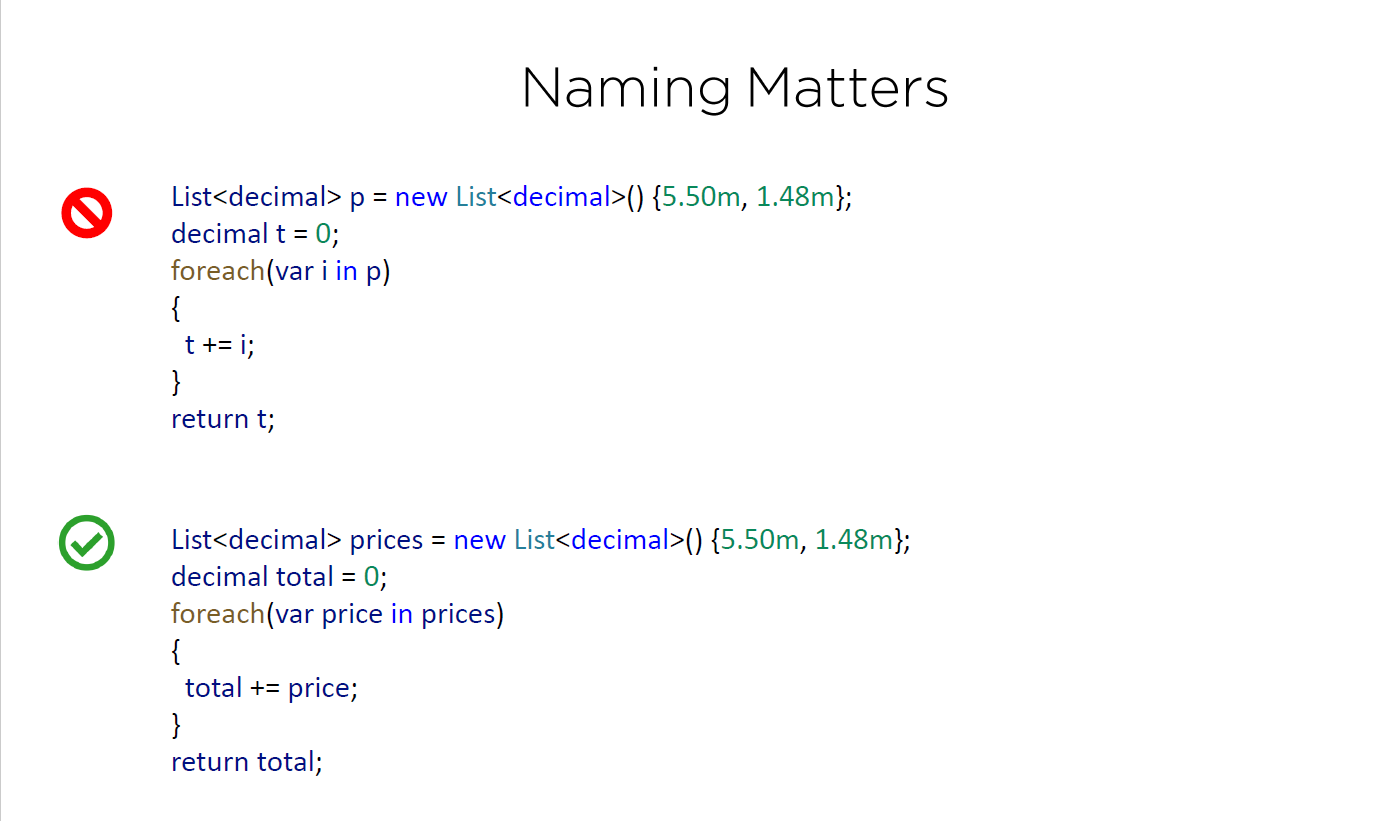 Naming Matters
List<decimal> p = new List<decimal>() {5.50m, 1.48m};
decimal t = 0;
foreach(var i in p)
{
  t += i;
}
return t;
List<decimal> prices = new List<decimal>() {5.50m, 1.48m};
decimal total = 0;
foreach(var price in prices)
{
  total += price;
}
return total;